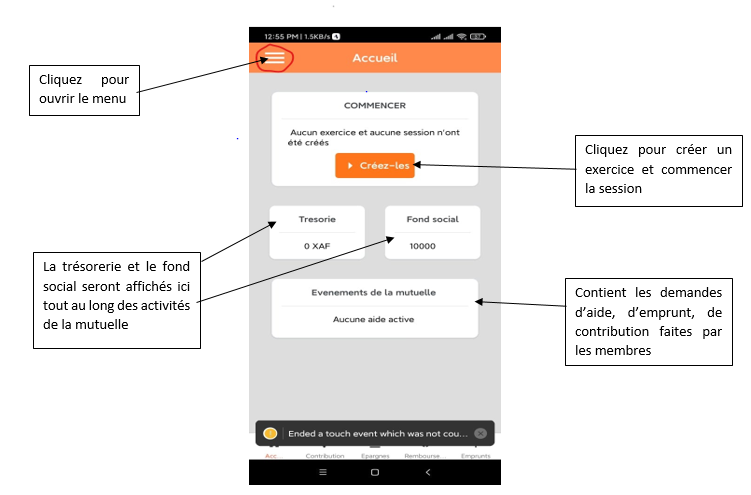 12:55 PM | 1.5KB/s
Accueil
Cliquez pour
ouvrir le menu
COMMENCER
Aucun exercice et aucune session n'ont
été créés
Créez-les
Cliquez pour créer un
exercice et commencer
la session
Tresorie
0 XAF
Fond social
10000
La trésorerie et le fond
social seront affichés ici
tout au long des activités
de la mutuelle
Evenements de la mutuelle
Aucune aide active
Contient les demandes
d'aide, d'emprunt, de
contribution faites par
les membres
Ended a touch event which was not cou...
Acc... Contribution Epargnes Rembourse... Emprunts